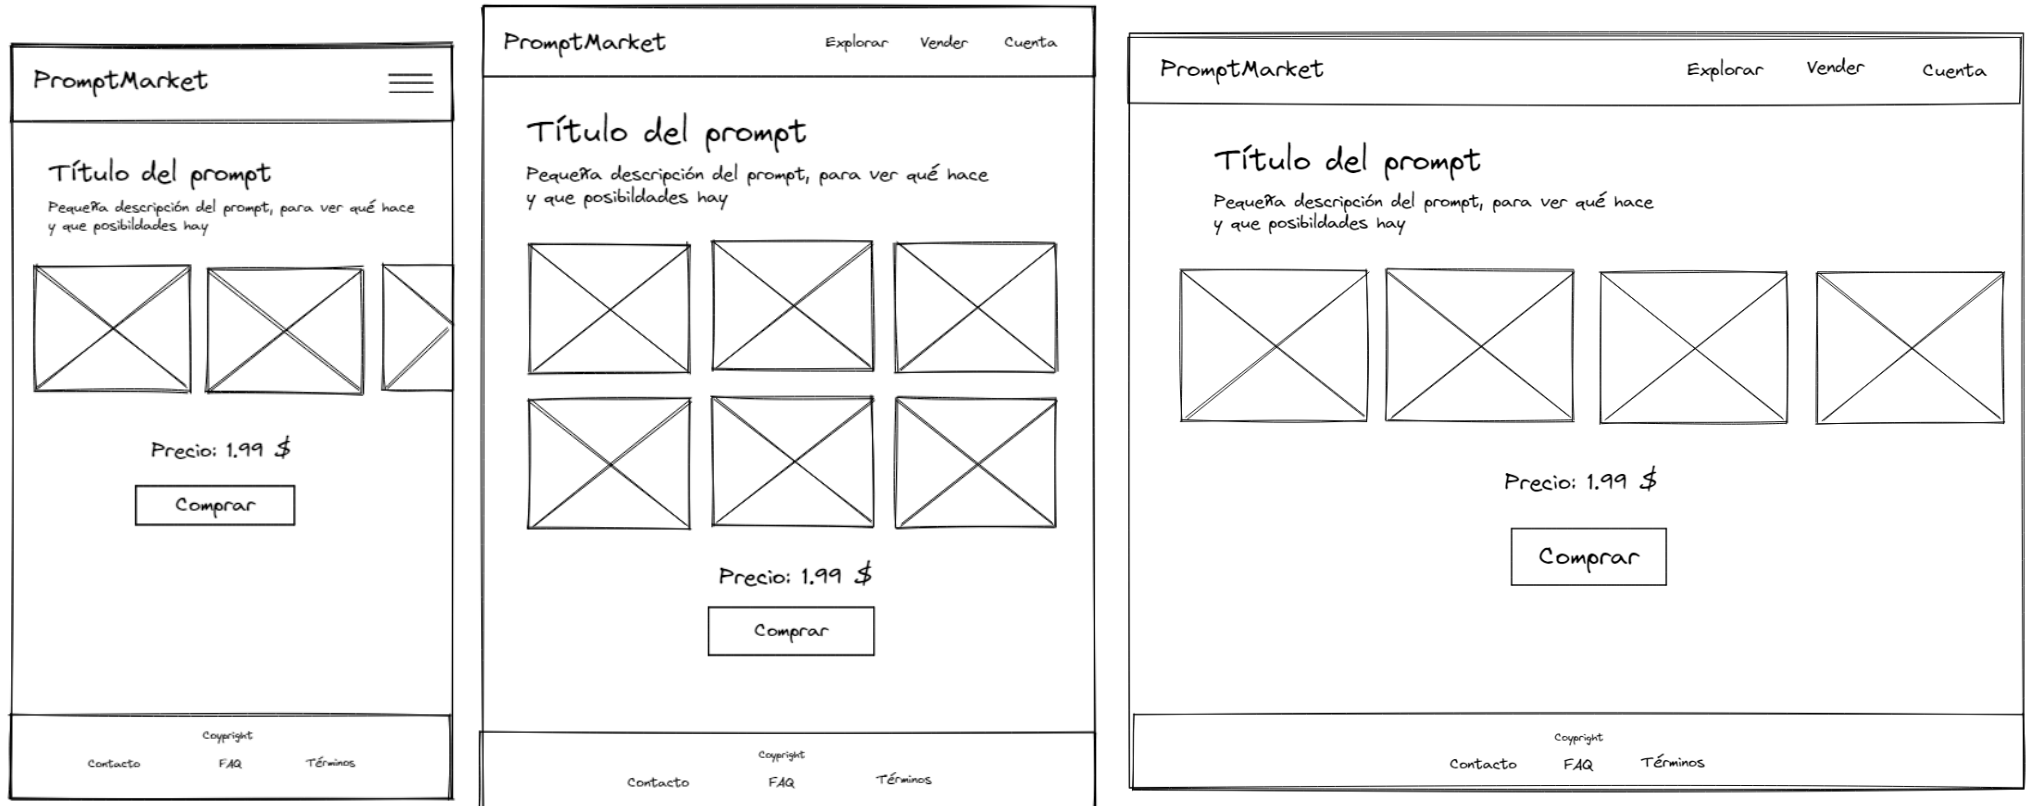 PromptMarket
Título del prompt
Pequeña descripción del prompt, para ver qué hace
y que posibildades hay
Precio: 1.99 $
Comprar
Coypright
Contacto FAQ Términos
PromptMarket Explorar Vender Cuenta
Título del prompt
Pequeña descripción del prompt, para ver qué hace
y que posibildades hay
Precio: 1.99 $
Comprar
Coypright
Contacto FAQ Términos
PromptMarket Explorar Vender Cuenta
Título del prompt
Pequeña descripción del prompt, para ver qué hace
y que posibildades hay
Precio: 1.99 $
Comprar
Coypright
Contacto FAQ Términos